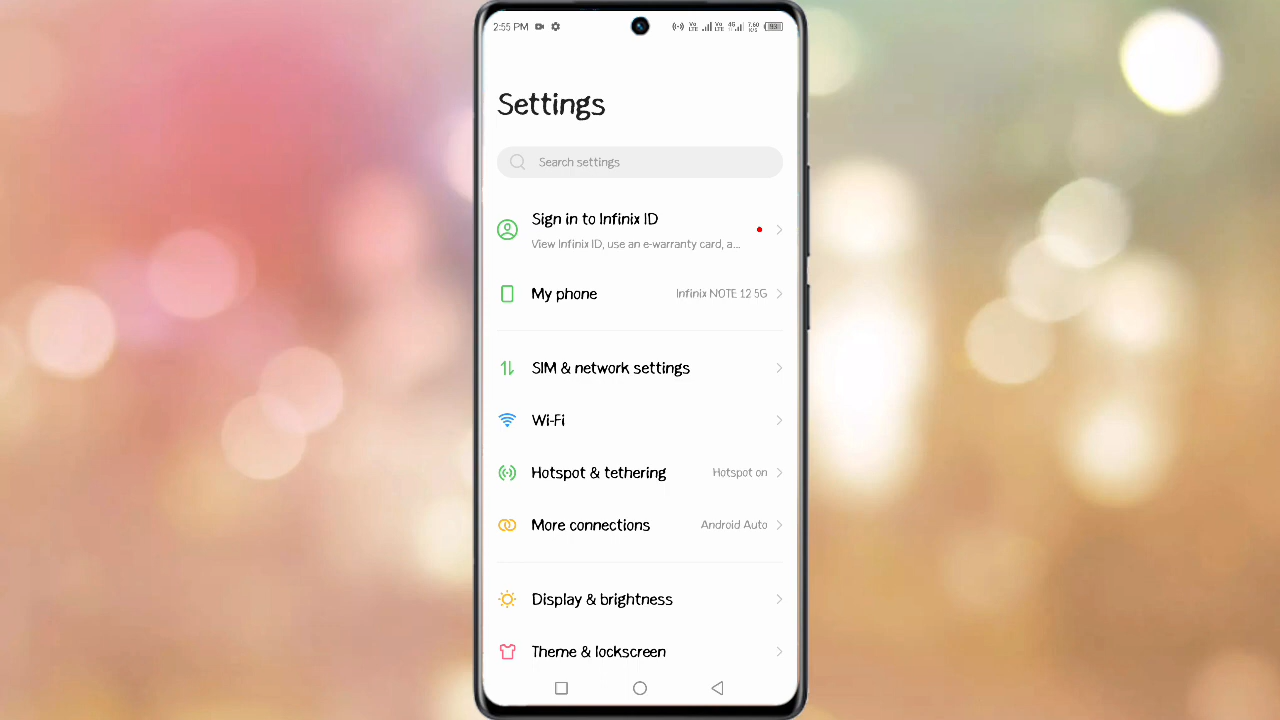 2:55 PM
Settings
Search settings
Sign in to Infinix ID
View Infinix ID, use an e-warranty card, a...
My phone
Infinix NOTE 12 5G
SIM & network settings
Wi-Fi
Hotspot & tethering
Hotspot on
More connections
Android Auto
Display & brightness
Theme & lockscreen